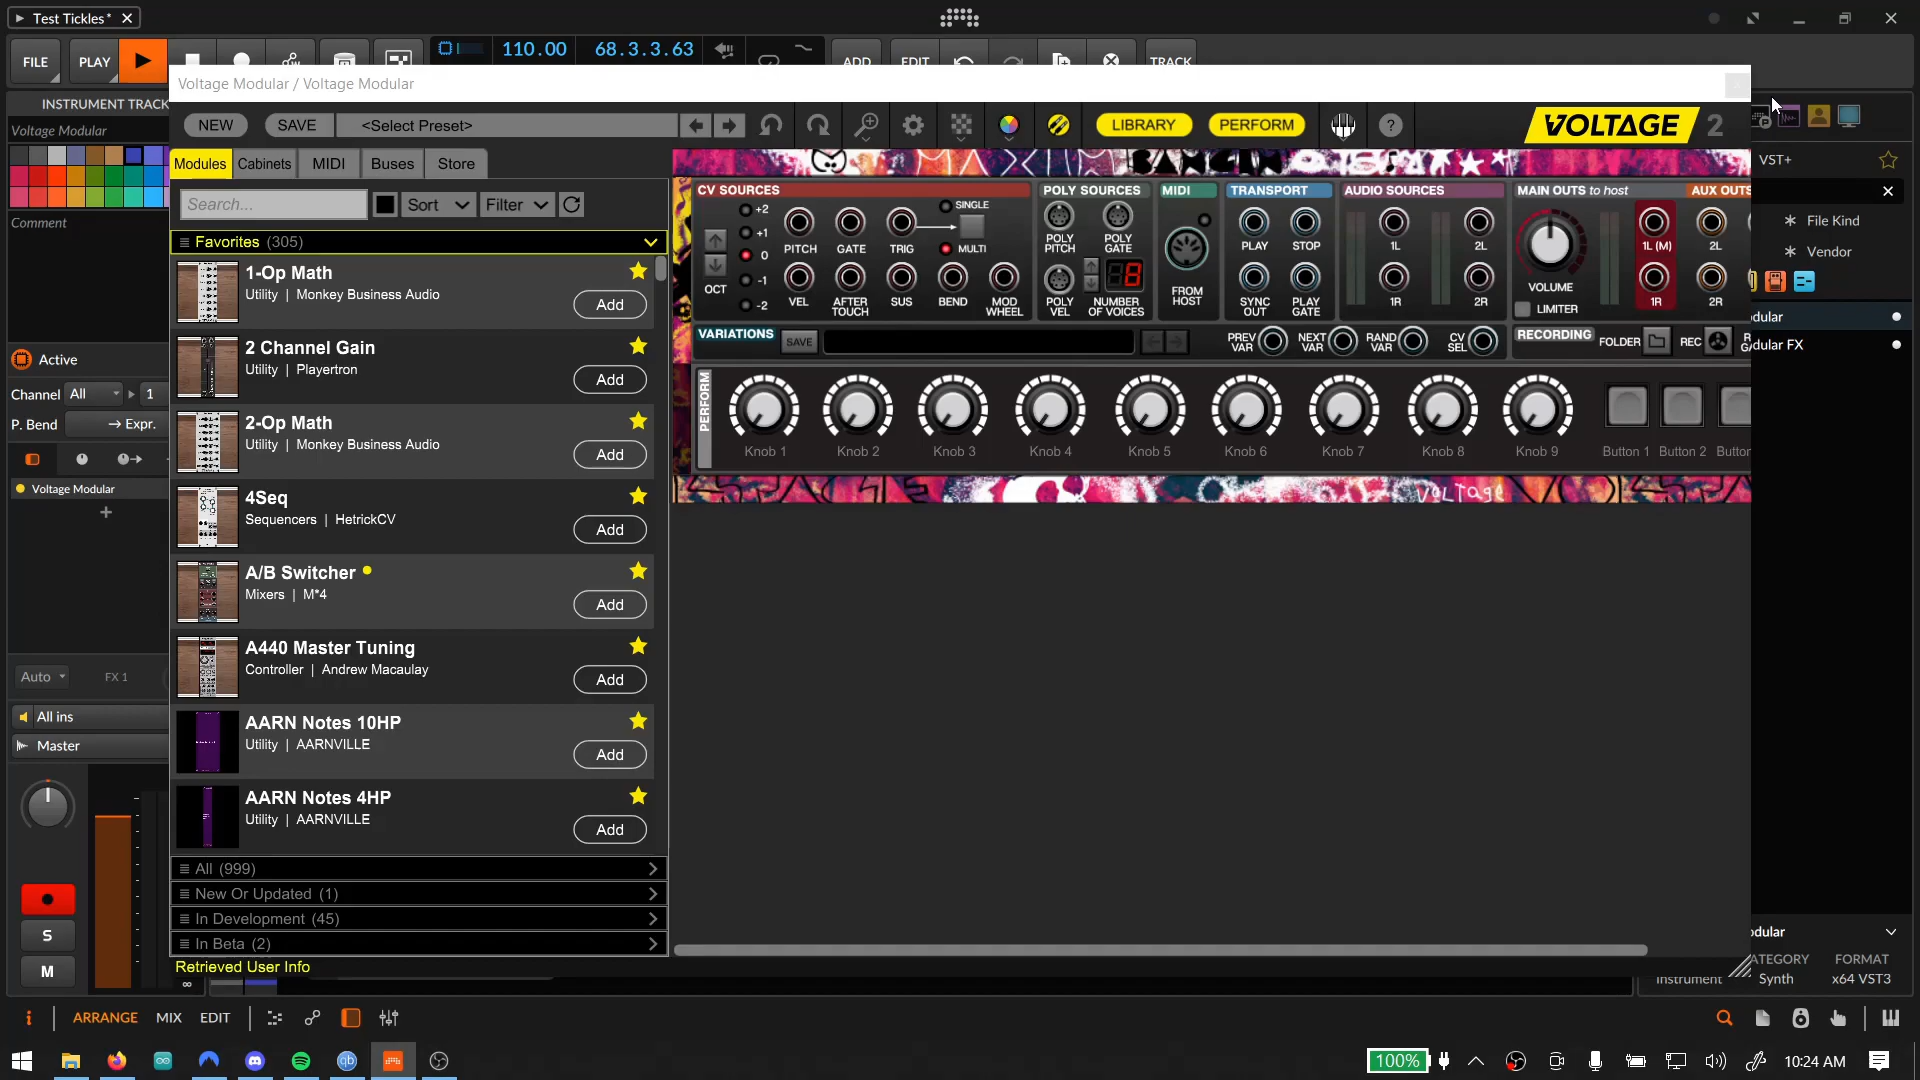 Test Tickles*
FILE
PLAY
110.00
68.3.3.63
ADD
EDIT
TRACK
INSTRUMENT TRACK
Voltage Modular / Voltage Modular
Voltage Modular
NEW
SAVE
<Select Preset>
LIBRARY
PERFORM
?
VOLTAGE 2
Modules
Cabinets
MIDI
Buses
Store
VST+
Search...
Sort
Filter
Comment
Favorites (305)
1-Op Math
Utility | Monkey Business Audio
Add
2 Channel Gain
Utility | Playertron
Add
2-Op Math
Utility | Monkey Business Audio
Add
4Seq
Sequencers | HetrickCV
Add
A/B Switcher
Mixers | M*4
Add
A440 Master Tuning
Controller | Andrew Macaulay
Add
AARN Notes 10HP
Utility | AARNVILLE
Add
AARN Notes 4HP
Utility | AARNVILLE
Add
All (999)
New Or Updated (1)
In Development (45)
In Beta (2)
Retrieved User Info
CV SOURCES
+2
+1
0
-1
-2
OCT
PITCH
GATE
TRIG
SINGLE
MULTI
VEL
AFTER TOUCH
SUS
BEND
MOD WHEEL
POLY SOURCES
POLY PITCH
POLY GATE
POLY VEL
8
NUMBER OF VOICES
MIDI
FROM HOST
TRANSPORT
PLAY
STOP
SYNC OUT
PLAY GATE
AUDIO SOURCES
1L
2L
1R
2R
MAIN OUTS to host
VOLUME
LIMITER
1L (M)
1R
AUX OUTS
2L
2R
VARIATIONS
SAVE
PREV VAR
NEXT VAR
RAND VAR
CV SEL
RECORDING
FOLDER
REC
PERFORM
Knob 1
Knob 2
Knob 3
Knob 4
Knob 5
Knob 6
Knob 7
Knob 8
Knob 9
Button 1
Button 2
Button
VOLTAGE
File Kind
Vendor
dular
dular FX
Active
Channel
All
1
P. Bend
→ Expr.
Voltage Modular
Auto
FX 1
All ins
Master
S
M
∞
dular
ATEGORY
FORMAT
Instrument
Synth
x64 VST3
i
ARRANGE
MIX
EDIT
100%
10:24 AM